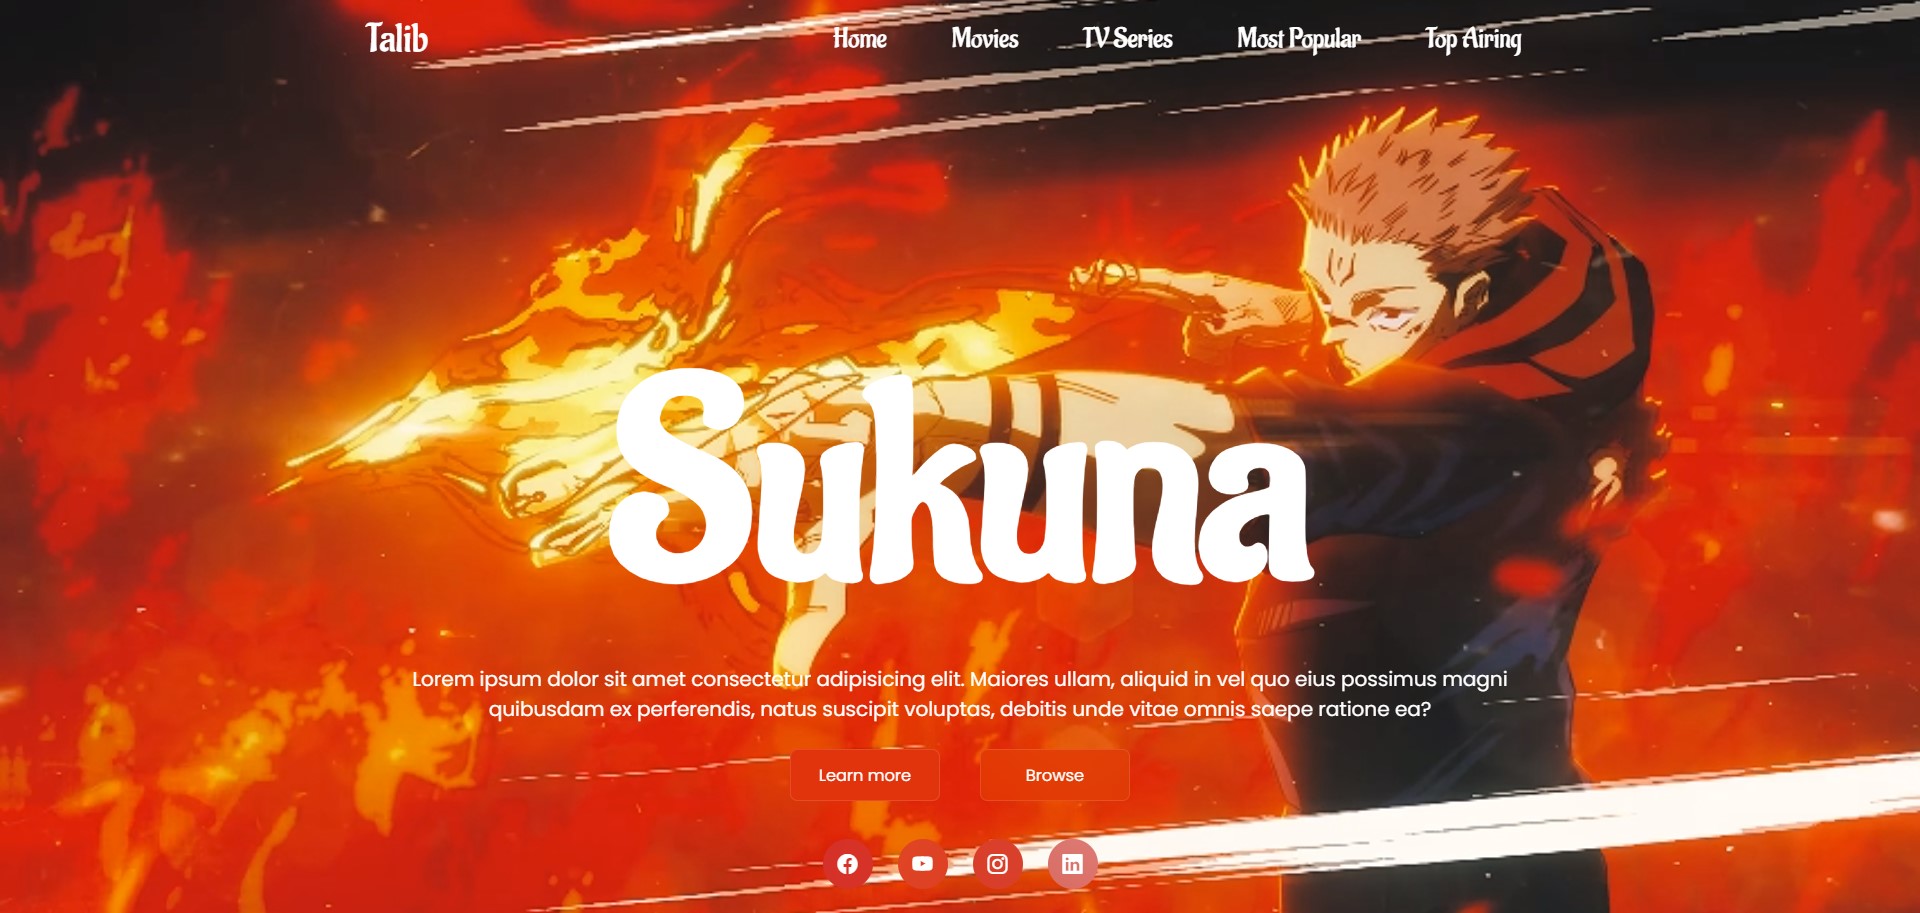 Talib
Home Movies TV Series Most Popular Top Airing
Sukuna
Lorem ipsum dolor sit amet consectetur adipisicing elit. Maiores ullam, aliquid in vel quo eius possimus magni
quibusdam ex perferendis, natus suscipit voluptas, debitis unde vitae omnis saepe ratione ea?
Learn more Browse
in